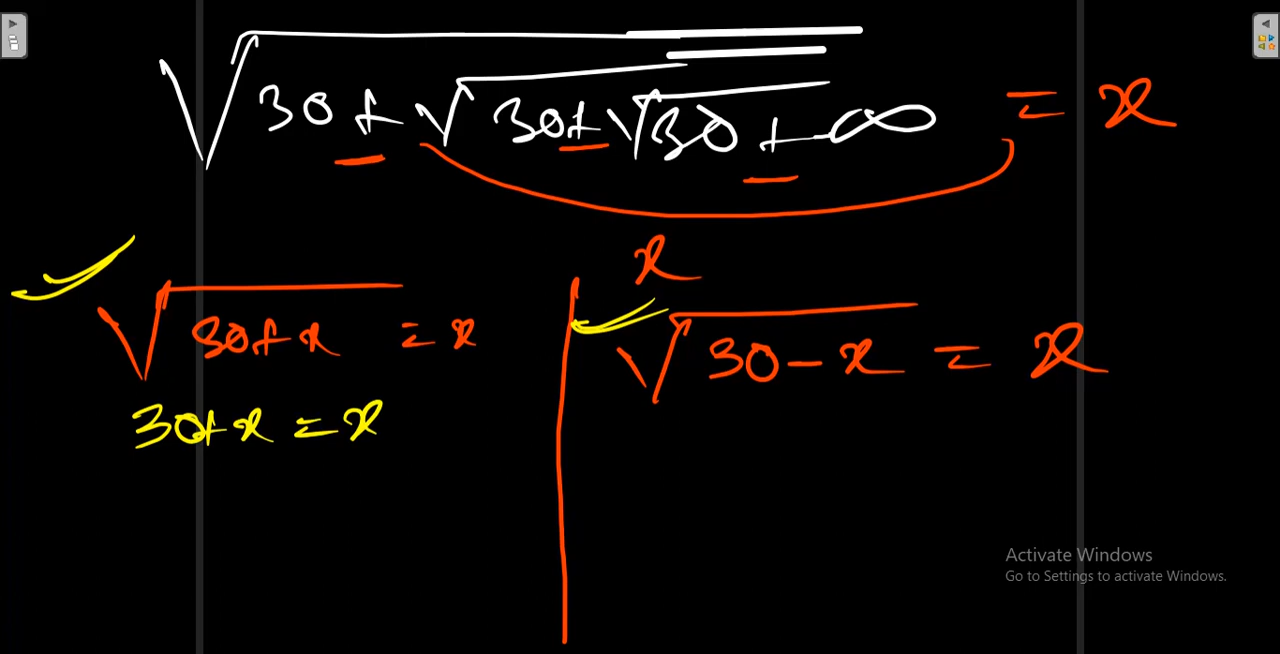 √30+√30+√30+∞ = x
x
√30+x = x
√30-x = x
30+x = x
Activate Windows
Go to Settings to activate Windows.